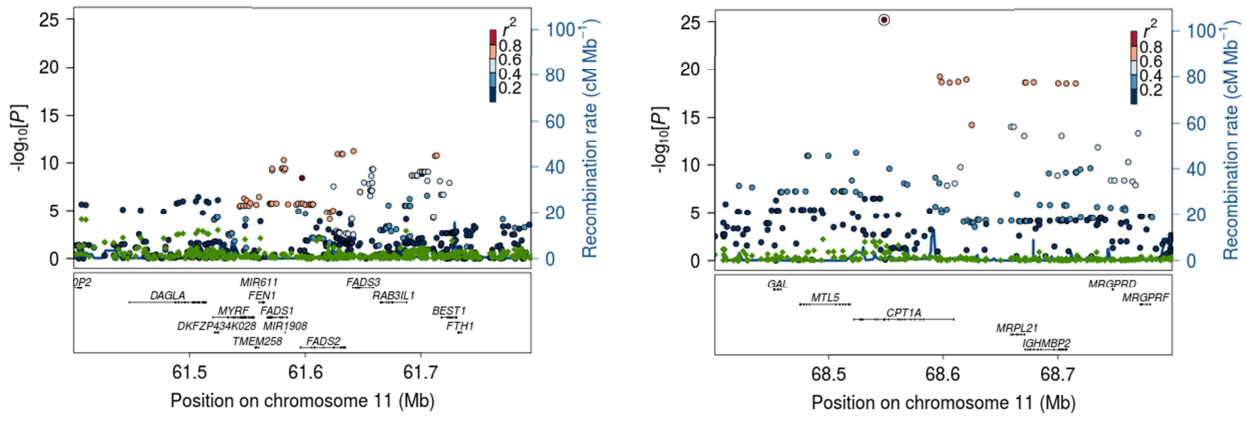 25
20
15
10
5
0
-log10[P]
r2
0.8
0.6
0.4
0.2
100
80
60
40
20
0
Recombination rate (cM Mb−1)
0P2
MIR611
FADS3
DAGLA
FEN1
RAB3IL1
MYRF
FADS1
BEST1
DKFZP434K028
MIR1908
FTH1
TMEM258
FADS2
61.5
61.6
61.7
Position on chromosome 11 (Mb)
25
20
15
10
5
0
-log10[P]
r2
0.8
0.6
0.4
0.2
100
80
60
40
20
0
Recombination rate (cM Mb−1)
GAL
MRGPRD
MTL5
MRGPRF
CPT1A
MRPL21
IGHMBP2
68.5
68.6
68.7
Position on chromosome 11 (Mb)